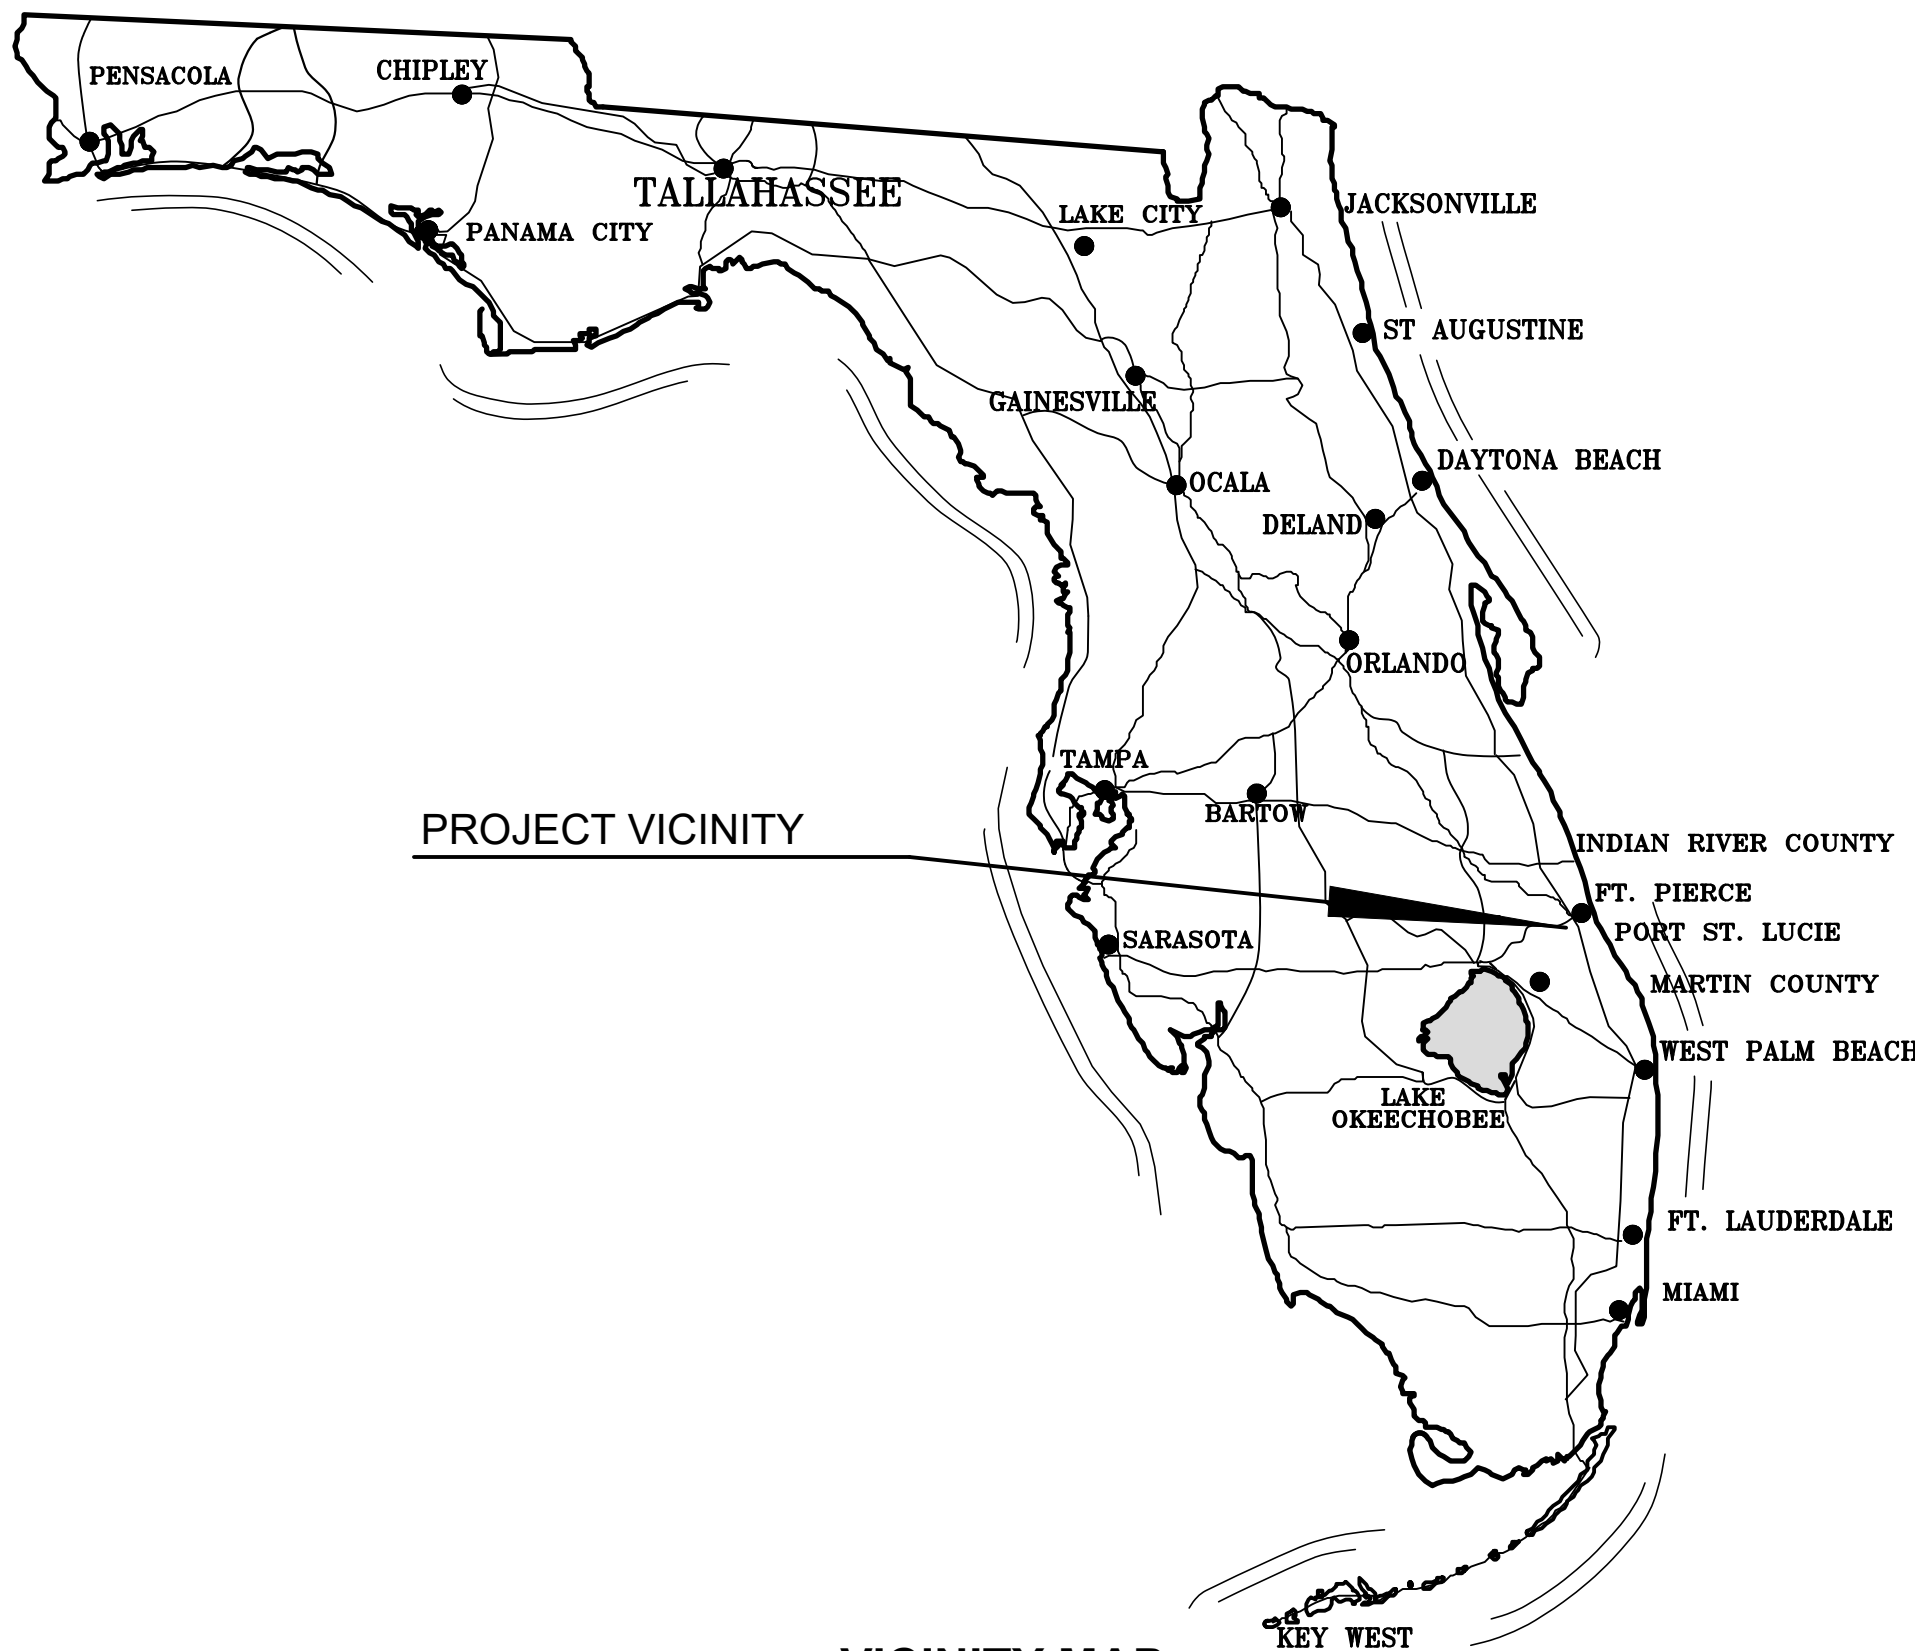 PENSACOLA
CHIPLEY
TALLAHASSEE
PANAMA CITY
LAKE CITY
JACKSONVILLE
ST AUGUSTINE
GAINESVILLE
DAYTONA BEACH
OCALA
DELAND
ORLANDO
TAMPA
BARTOW
PROJECT VICINITY
INDIAN RIVER COUNTY
FT. PIERCE
PORT ST. LUCIE
SARASOTA
MARTIN COUNTY
WEST PALM BEACH
LAKE
OKEECHOBEE
FT. LAUDERDALE
MIAMI
KEY WEST
VICINITY MAP